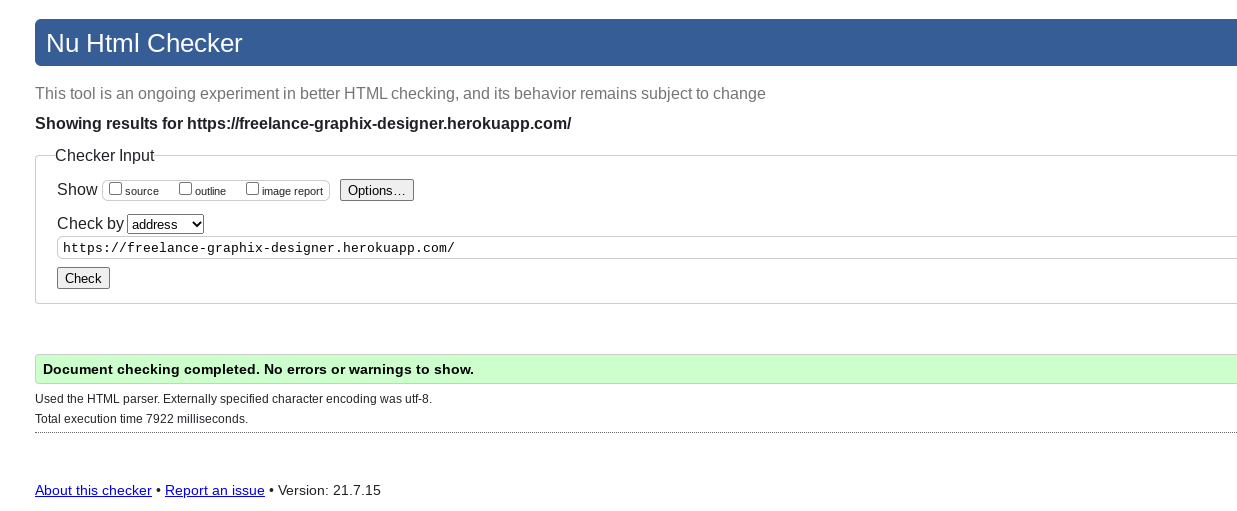 Nu Html Checker
This tool is an ongoing experiment in better HTML checking, and its behavior remains subject to change
Showing results for https://freelance-graphix-designer.herokuapp.com/
Checker Input
Show source outline image report Options...
Check by address
https://freelance-graphix-designer.herokuapp.com/
Check
Document checking completed. No errors or warnings to show.
Used the HTML parser. Externally specified character encoding was utf-8.
Total execution time 7922 milliseconds.
About this checker • Report an issue • Version: 21.7.15